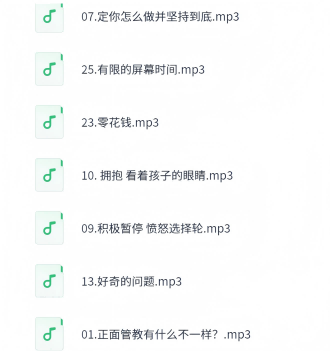 07.定你怎么做并坚持到底.mp3
25.有限的屏幕时间.mp3
23.零花钱.mp3
10. 拥抱 看着孩子的眼睛.mp3
09.积极暂停 愤怒选择轮.mp3
13.好奇的问题.mp3
01.正面管教有什么不一样？.mp3